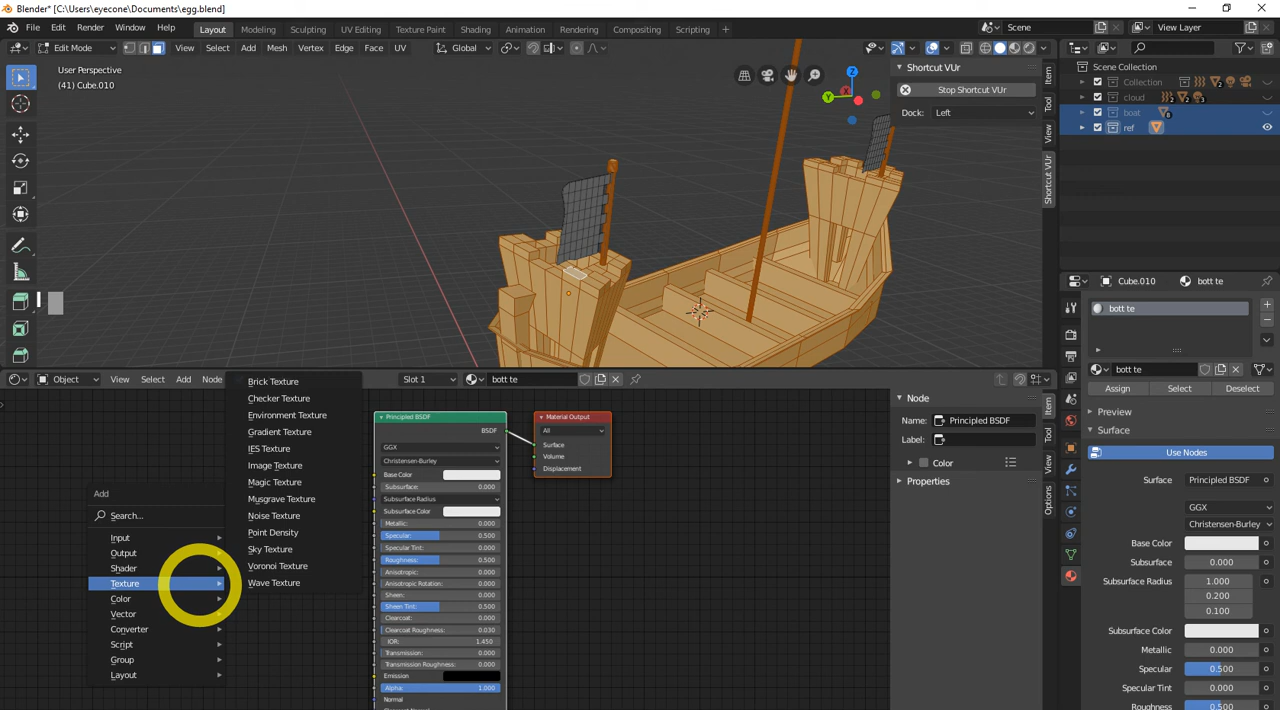 Blender* [C:\Users\eyecone\Documents\egg.blend]
File Edit Render Window Help Layout Modeling Sculpting UV Editing Texture Paint Shading Animation Rendering Compositing Scripting + Scene View Layer
Edit Mode View Select Add Mesh Vertex Edge Face UV Global
User Perspective
(41) Cube.010
Z
Y
X
Shortcut VUr
Stop Shortcut VUr
Dock: Left
Item
Tool
View
Shortcut VUr
Scene Collection
Collection 2
cloud 2 2 3
boat 8
ref
Cube.010 bott te
bott te
bott te
Assign Select Deselect
Preview
Surface
Use Nodes
Surface Principled BSDF
GGX
Christensen-Burley
Base Color
Subsurface 0.000
Subsurface Radius 1.000
0.200
0.100
Subsurface Color
Metallic 0.000
Specular 0.500
Specular Tint 0.000
Roughness 0.500
Object View Select Add Node Slot 1 bott te
Add
Search...
Input
Output
Shader
Texture
Color
Vector
Converter
Script
Group
Layout
Brick Texture
Checker Texture
Environment Texture
Gradient Texture
IES Texture
Image Texture
Magic Texture
Musgrave Texture
Noise Texture
Point Density
Sky Texture
Voronoi Texture
Wave Texture
Principled BSDF
BSDF
GGX
Christensen-Burley
Base Color
Subsurface: 0.000
Subsurface Radius
Subsurface Color
Metallic: 0.000
Specular: 0.500
Specular Tint: 0.000
Roughness: 0.500
Anisotropic: 0.000
Anisotropic Rotation: 0.000
Sheen: 0.000
Sheen Tint: 0.500
Clearcoat: 0.000
Clearcoat Roughness: 0.030
IOR: 1.450
Transmission: 0.000
Transmission Roughness: 0.000
Emission
Alpha: 1.000
Normal
Material Output
All
Surface
Volume
Displacement
Node
Name: Principled BSDF
Label:
Color
Properties
Item
Tool
View
Options